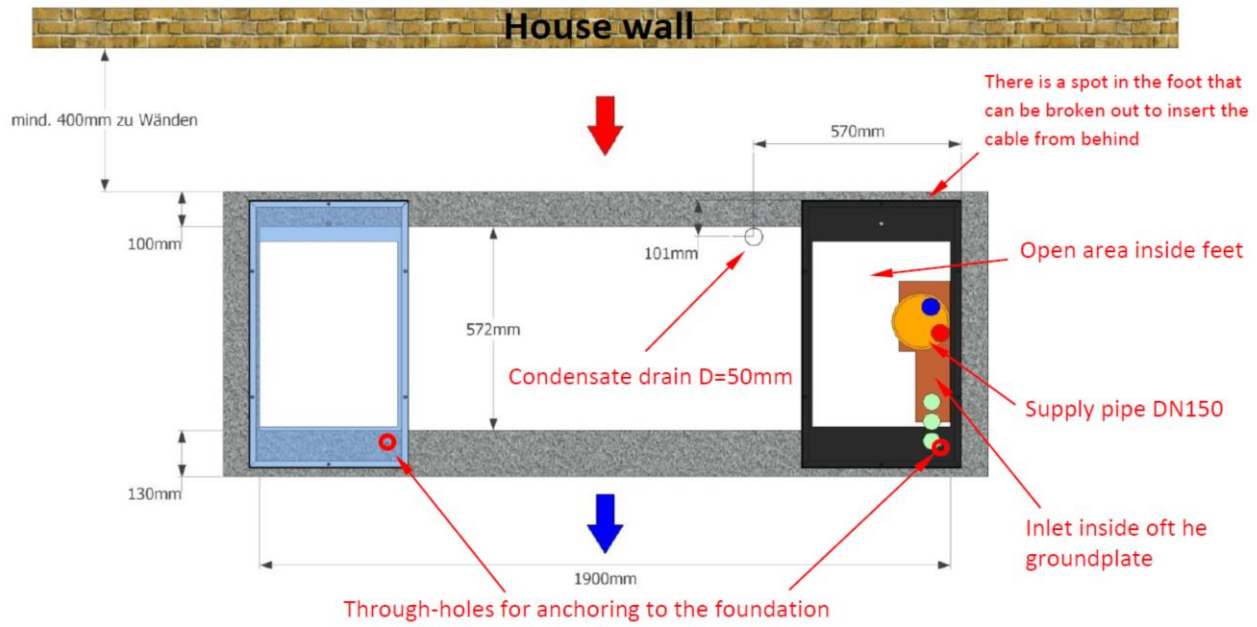 House wall
There is a spot in the foot that
can be broken out to insert the
cable from behind
mind. 400mm zu Wänden
570mm
100mm
101mm
Open area inside feet
572mm
Condensate drain D=50mm
Supply pipe DN150
130mm
Inlet inside oft he
groundplate
1900mm
Through-holes for anchoring to the foundation